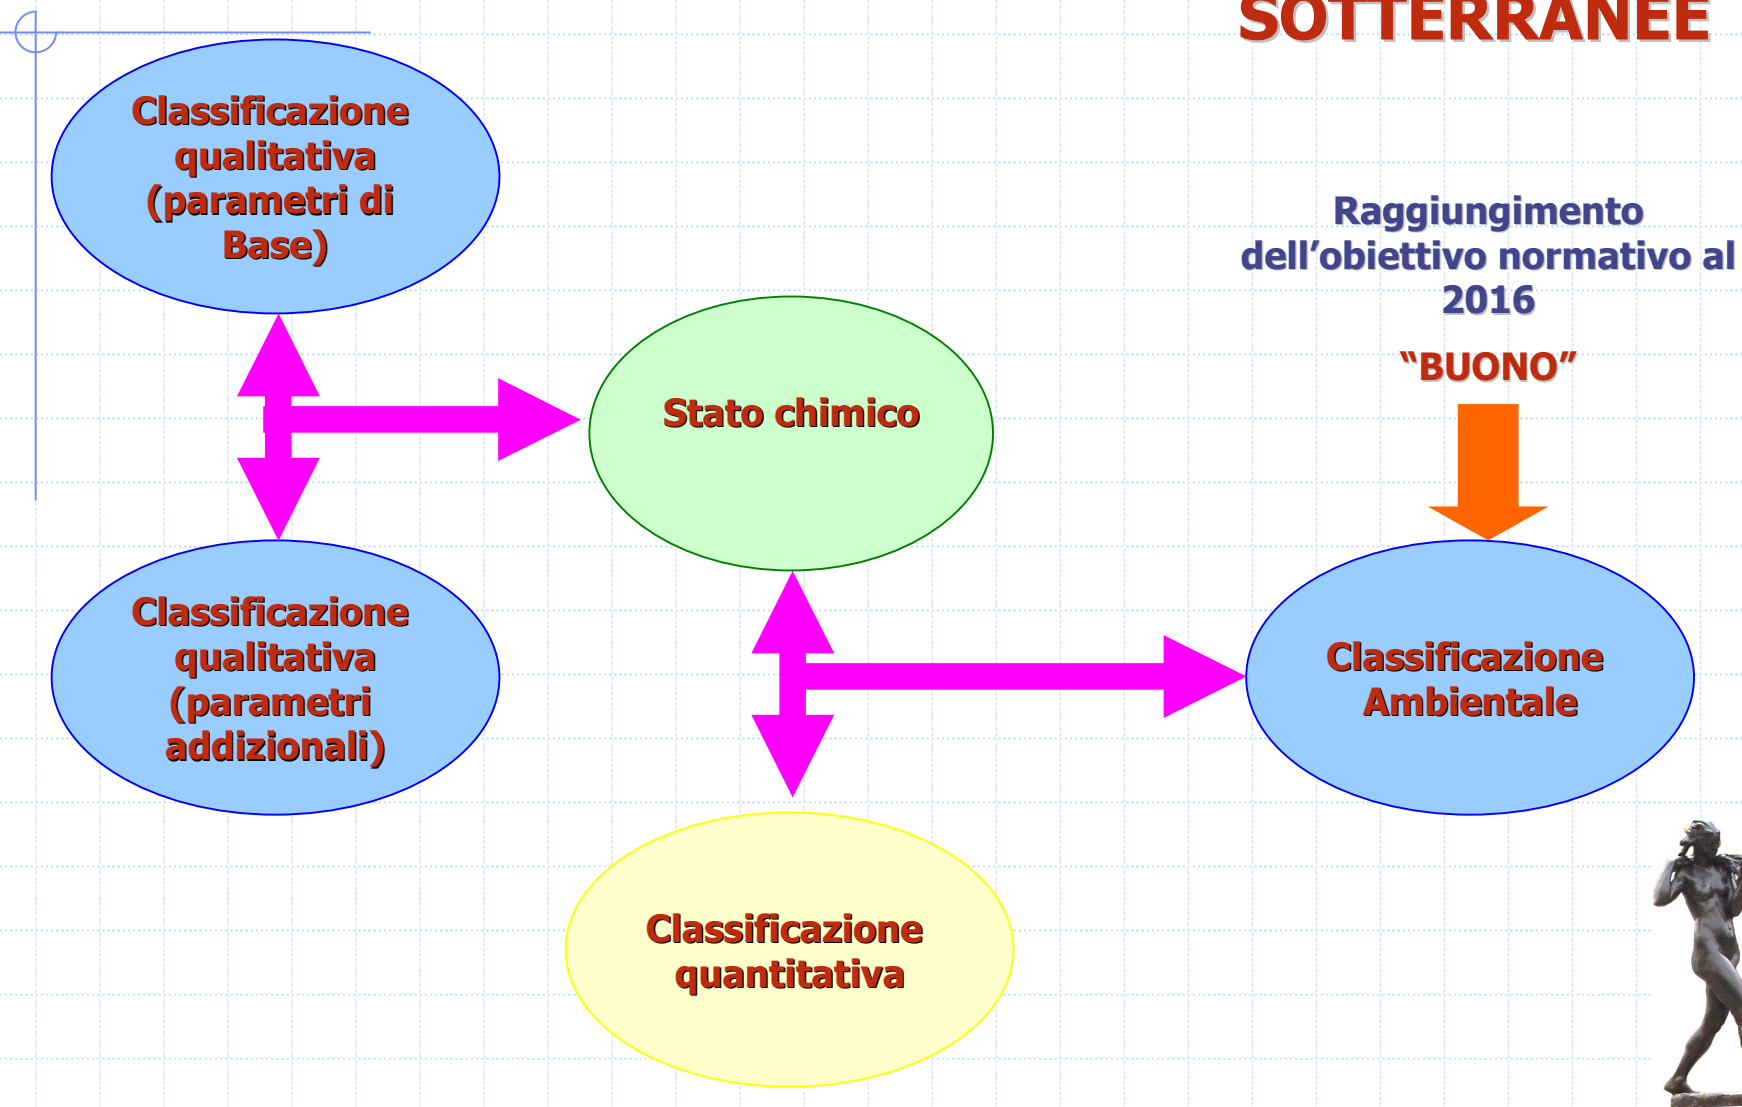 SOTTERRANEE
Classificazione
qualitativa
(parametri di
Base)
Raggiungimento
dell’obiettivo normativo al
2016
“BUONO”
Stato chimico
Classificazione
qualitativa
(parametri
addizionali)
Classificazione
Ambientale
Classificazione
quantitativa